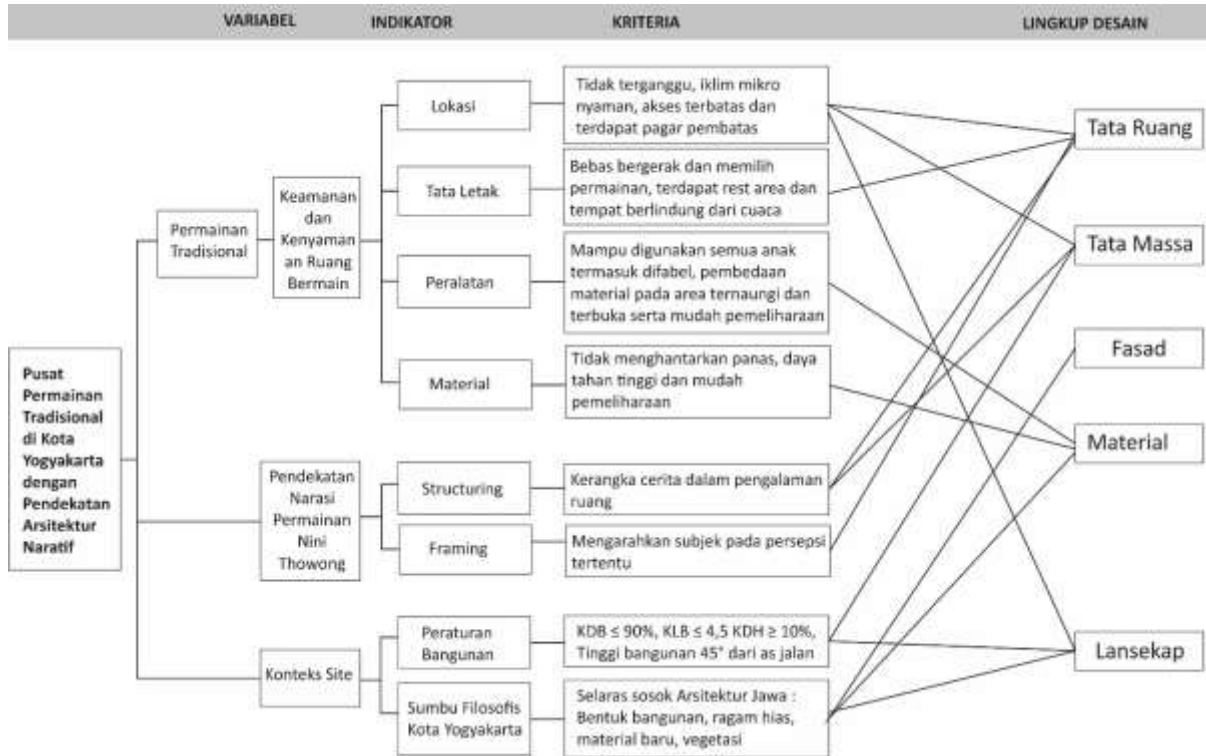 VARIABEL INDIKATOR KRITERIA LINGKUP DESAIN
Pusat
Permainan
Tradisional
di Kota
Yogyakarta
dengan
Pendekatan
Arsitektur
Naratif
Permainan
Tradisional
Keamanan
dan
Kenyaman
an Ruang
Bermain
Lokasi
Tidak terganggu, iklim mikro
nyaman, akses terbatas dan
terdapat pagar pembatas
Tata Letak
Bebas bergerak dan memilih
permainan, terdapat rest area dan
tempat berlindung dari cuaca
Peralatan
Mampu digunakan semua anak
termasuk difabel, pembedaan
material pada area ternaungi dan
terbuka serta mudah pemeliharaan
Material
Tidak menghantarkan panas, daya
tahan tinggi dan mudah
pemeliharaan
Pendekatan
Narasi
Permainan
Nini
Thowong
Structuring
Kerangka cerita dalam pengalaman
ruang
Framing
Mengarahkan subjek pada persepsi
tertentu
Konteks Site
Peraturan
Bangunan
KDB ≤ 90%, KLB ≤ 4,5 KDH ≥ 10%,
Tinggi bangunan 45° dari as jalan
Sumbu Filosofis
Kota Yogyakarta
Selaras sosok Arsitektur Jawa :
Bentuk bangunan, ragam hias,
material baru, vegetasi
Tata Ruang
Tata Massa
Fasad
Material
Lansekap